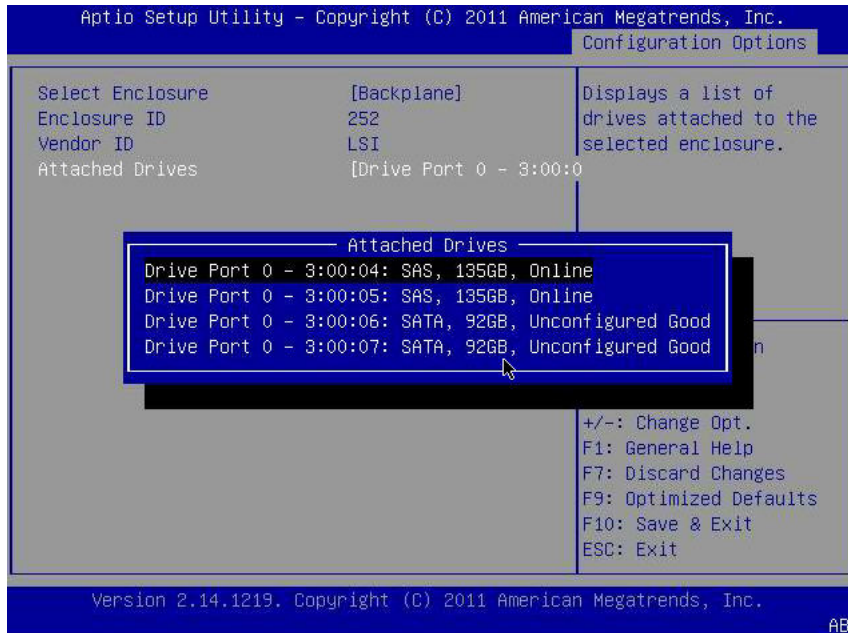 Aptio Setup Utility – Copyright (C) 2011 American Megatrends, Inc.
Configuration Options
Select Enclosure [Backplane]
Enclosure ID 252
Vendor ID LSI
Attached Drives [Drive Port 0 – 3:00:0
Displays a list of
drives attached to the
selected enclosure.
Attached Drives
Drive Port 0 – 3:00:04: SAS, 135GB, Online
Drive Port 0 – 3:00:05: SAS, 135GB, Online
Drive Port 0 – 3:00:06: SATA, 92GB, Unconfigured Good
Drive Port 0 – 3:00:07: SATA, 92GB, Unconfigured Good
n
+/-: Change Opt.
F1: General Help
F7: Discard Changes
F9: Optimized Defaults
F10: Save & Exit
ESC: Exit
Version 2.14.1219. Copyright (C) 2011 American Megatrends, Inc.
AB